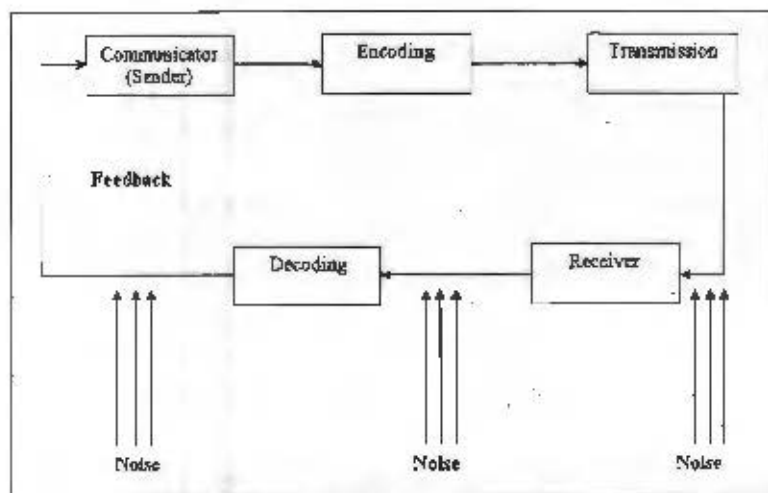 Communicator
(Sender)
Encoding
Transmission
Feedback
Decoding
Receiver
Noise
Noise
Noise